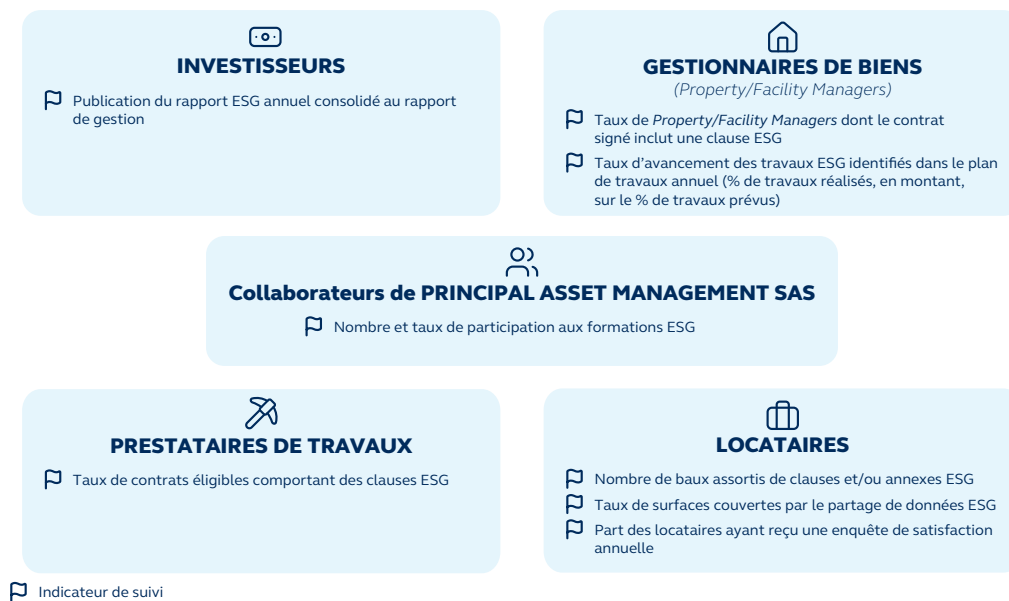 INVESTISSEURS
Publication du rapport ESG annuel consolidé au rapport
de gestion
GESTIONNAIRES DE BIENS
(Property/Facility Managers)
Taux de Property/Facility Managers dont le contrat
signé inclut une clause ESG
Taux d’avancement des travaux ESG identifiés dans le plan
de travaux annuel (% de travaux réalisés, en montant,
sur le % de travaux prévus)
Collaborateurs de PRINCIPAL ASSET MANAGEMENT SAS
Nombre et taux de participation aux formations ESG
PRESTATAIRES DE TRAVAUX
Taux de contrats éligibles comportant des clauses ESG
LOCATAIRES
Nombre de baux assortis de clauses et/ou annexes ESG
Taux de surfaces couvertes par le partage de données ESG
Part des locataires ayant reçu une enquête de satisfaction
annuelle
Indicateur de suivi